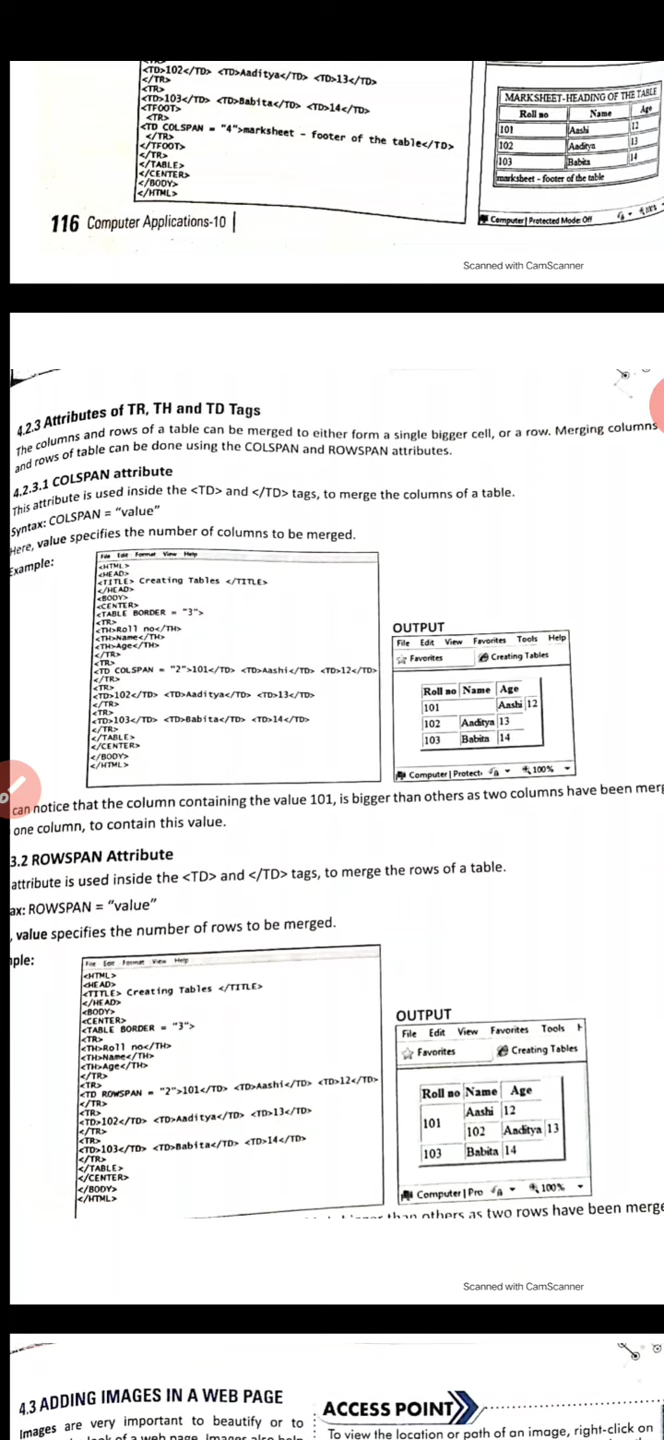 <TD>102</TD> <TD>Aaditya</TD> <TD>13</TD>
</TR>
<TR>
<TD>103</TD> <TD>Babita</TD> <TD>14</TD>
<TFOOT>
<TR>
<TD COLSPAN = "4">marksheet - footer of the table</TD>
</TR>
</TFOOT>
</TR>
</TABLE>
</CENTER>
</BODY>
</HTML>
MARKSHEET-HEADING OF THE TABLE
Roll no Name Age
101 Aashi 12
102 Aaditya 13
103 Babita 14
marksheet - footer of the table
Computer | Protected Mode: Off
116 Computer Applications-10
Scanned with CamScanner
4.2.3 Attributes of TR, TH and TD Tags
The columns and rows of a table can be merged to either form a single bigger cell, or a row. Merging columns
and rows of table can be done using the COLSPAN and ROWSPAN attributes.
4.2.3.1 COLSPAN attribute
This attribute is used inside the <TD> and </TD> tags, to merge the columns of a table.
Syntax: COLSPAN = “value”
Here, value specifies the number of columns to be merged.
Example:
File Edit Format View Help
<HTML>
<HEAD>
<TITLE> Creating Tables </TITLE>
</HEAD>
<BODY>
<CENTER>
<TABLE BORDER = "3">
<TR>
<TH>Roll no</TH>
<TH>Name</TH>
<TH>Age</TH>
</TR>
<TR>
<TD COLSPAN = "2">101</TD> <TD>Aashi</TD> <TD>12</TD>
</TR>
<TR>
<TD>102</TD> <TD>Aaditya</TD> <TD>13</TD>
</TR>
<TR>
<TD>103</TD> <TD>Babita</TD> <TD>14</TD>
</TR>
</TABLE>
</CENTER>
</BODY>
</HTML>
OUTPUT
File Edit View Favorites Tools Help
Favorites Creating Tables
Roll no Name Age
101 Aashi 12
102 Aaditya 13
103 Babita 14
Computer | Protect 100%
can notice that the column containing the value 101, is bigger than others as two columns have been merg
one column, to contain this value.
3.2 ROWSPAN Attribute
attribute is used inside the <TD> and </TD> tags, to merge the rows of a table.
ax: ROWSPAN = “value”
, value specifies the number of rows to be merged.
ple:
File Edit Format View Help
<HTML>
<HEAD>
<TITLE> Creating Tables </TITLE>
</HEAD>
<BODY>
<CENTER>
<TABLE BORDER = "3">
<TR>
<TH>Roll no</TH>
<TH>Name</TH>
<TH>Age</TH>
</TR>
<TR>
<TD ROWSPAN = "2">101</TD> <TD>Aashi</TD> <TD>12</TD>
</TR>
<TR>
<TD>102</TD> <TD>Aaditya</TD> <TD>13</TD>
</TR>
<TR>
<TD>103</TD> <TD>Babita</TD> <TD>14</TD>
</TR>
</TABLE>
</CENTER>
</BODY>
</HTML>
OUTPUT
File Edit View Favorites Tools H
Favorites Creating Tables
Roll no Name Age
101 Aashi 12
102 Aaditya 13
103 Babita 14
Computer | Pro 100%
than others as two rows have been merge
Scanned with CamScanner
4.3 ADDING IMAGES IN A WEB PAGE
Images are very important to beautify or to
look of a web page. Images also help
ACCESS POINT
To view the location or path of an image, right-click on